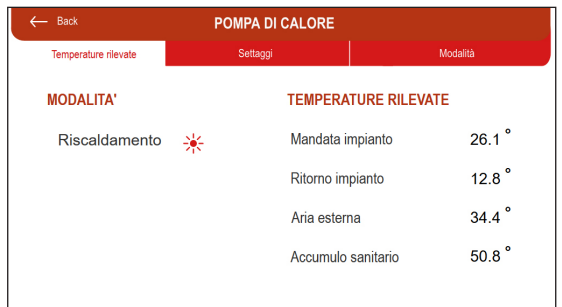 Back
POMPA DI CALORE
Temperature rilevate
Settaggi
Modalità
MODALITA'
Riscaldamento
TEMPERATURE RILEVATE
Mandata impianto 26.1 °
Ritorno impianto 12.8 °
Aria esterna 34.4 °
Accumulo sanitario 50.8 °